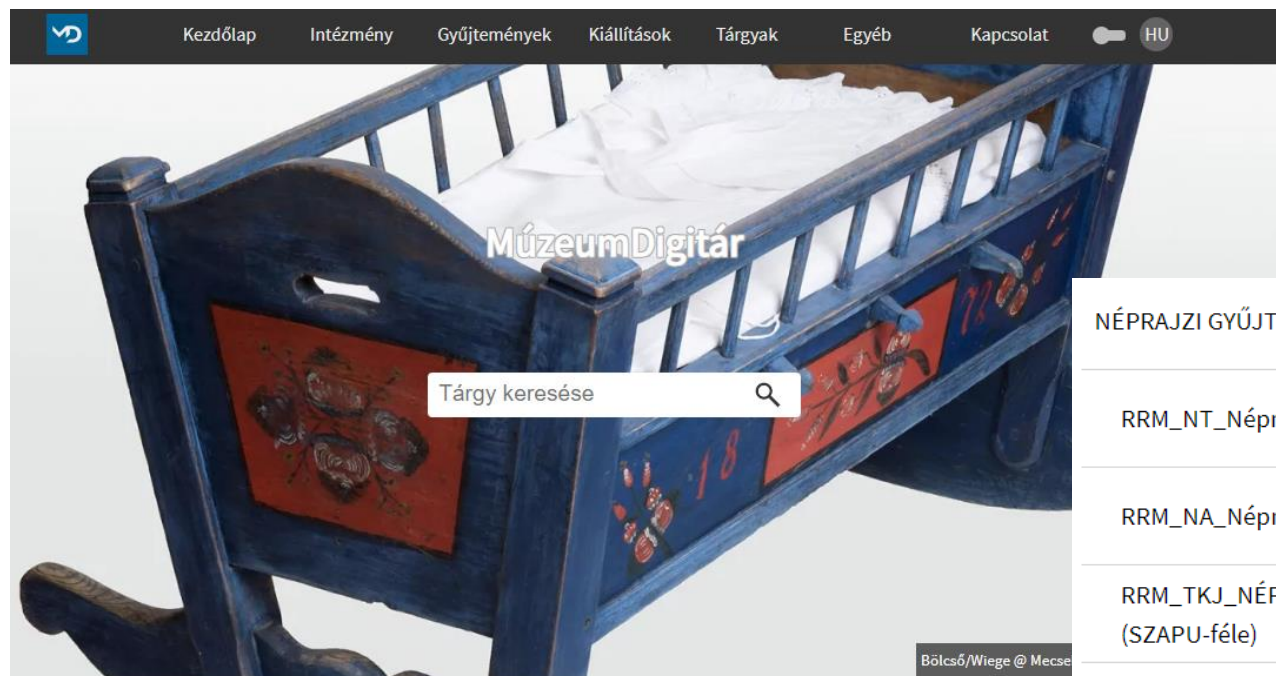 MD
Kezdőlap Intézmény Gyűjtemények Kiállítások Tárgyak Egyéb Kapcsolat HU
MúzeumDigitár
Tárgy keresése
18 78
Bölcső/Wiege @ Mecse
NÉPRAJZI GYŰJT
RRM_NT_Népr
RRM_NA_Népr
RRM_TKJ_NÉP
(SZAPU-féle)